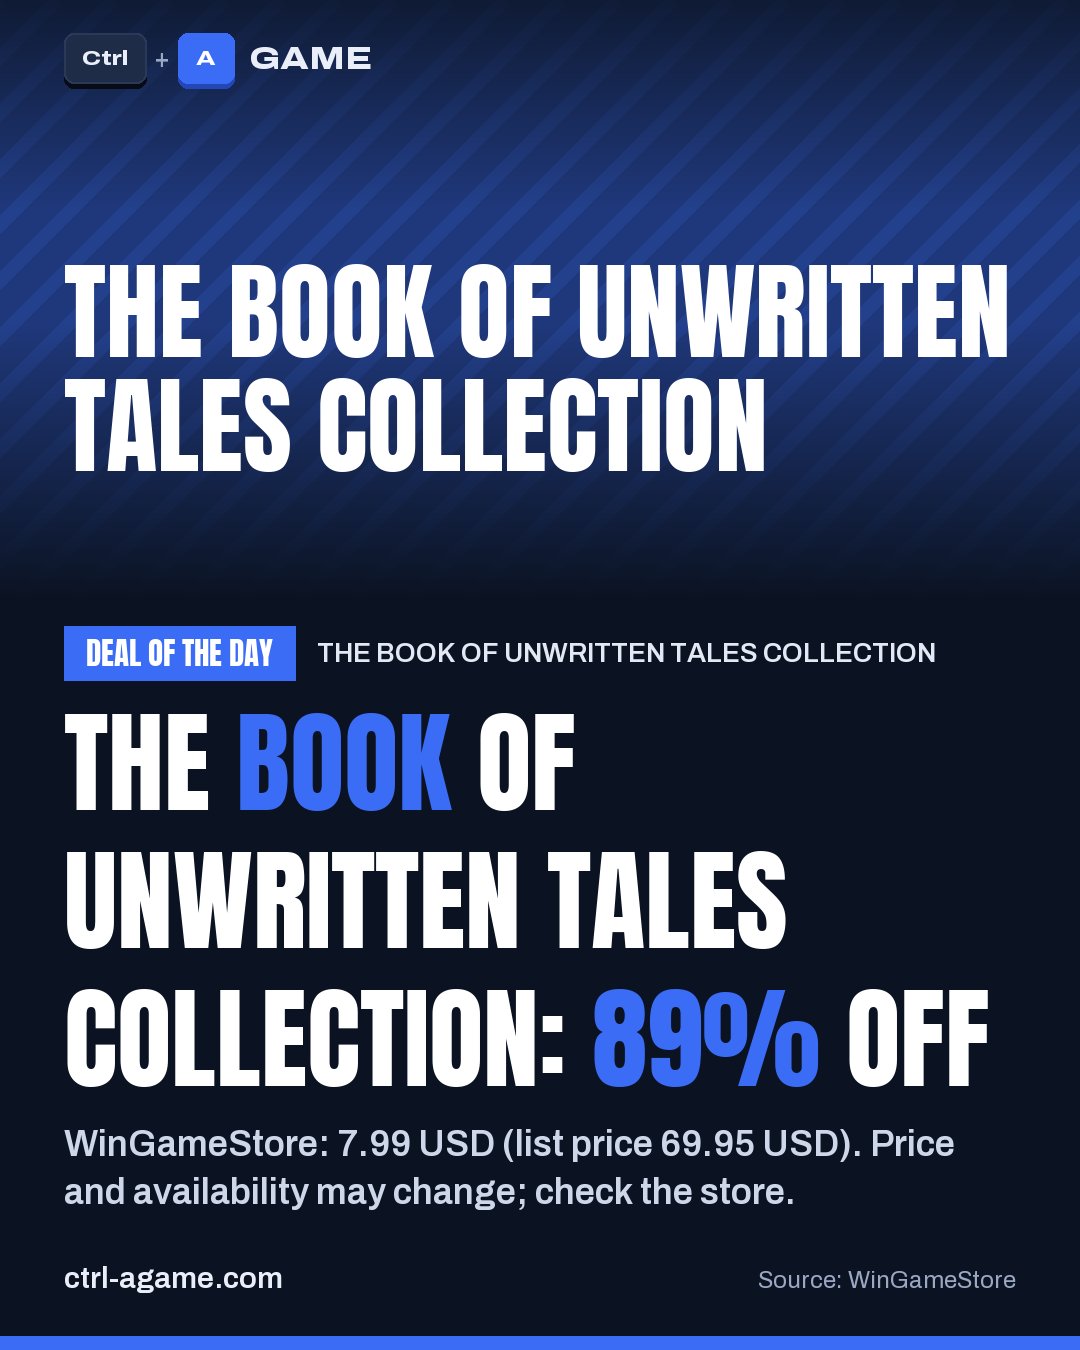 Ctrl + A GAME
THE BOOK OF UNWRITTEN
TALES COLLECTION
DEAL OF THE DAY THE BOOK OF UNWRITTEN TALES COLLECTION
THE BOOK OF
UNWRITTEN TALES
COLLECTION: 89% OFF
WinGameStore: 7.99 USD (list price 69.95 USD). Price
and availability may change; check the store.
ctrl-agame.com Source: WinGameStore